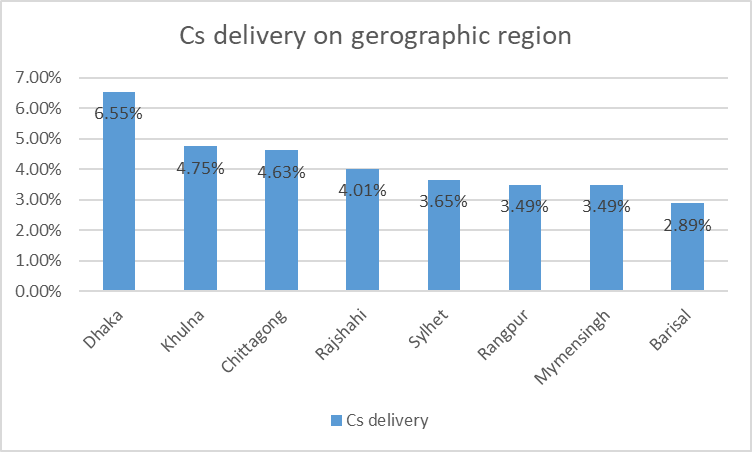 Cs delivery on gerographic region
7.00%
6.00%
5.00%
4.00%
3.00%
2.00%
1.00%
0.00%
6.55%
4.75%
4.63%
4.01%
3.65%
3.49%
3.49%
2.89%
Dhaka
Khulna
Chittagong
Rajshahi
Sylhet
Rangpur
Mymensingh
Barisal
Cs delivery